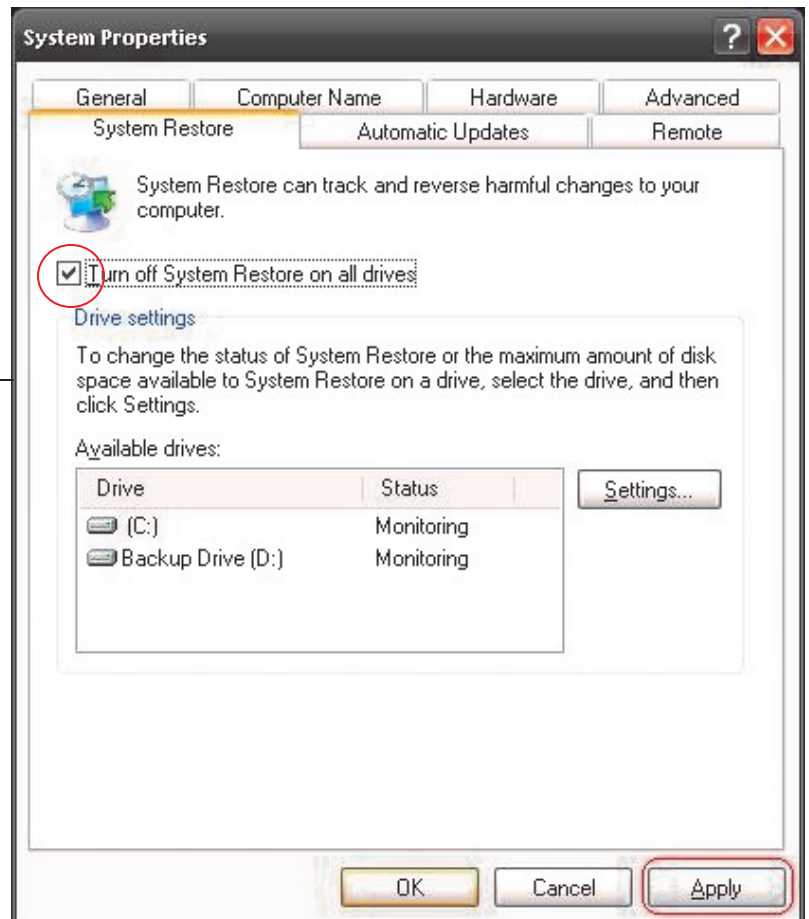 System Properties
?
General Computer Name Hardware Advanced
System Restore Automatic Updates Remote
System Restore can track and reverse harmful changes to your
computer.
Turn off System Restore on all drives
Drive settings
To change the status of System Restore or the maximum amount of disk
space available to System Restore on a drive, select the drive, and then
click Settings.
Available drives:
Drive Status
Settings...
(C:) Monitoring
Backup Drive (D:) Monitoring
OK Cancel Apply